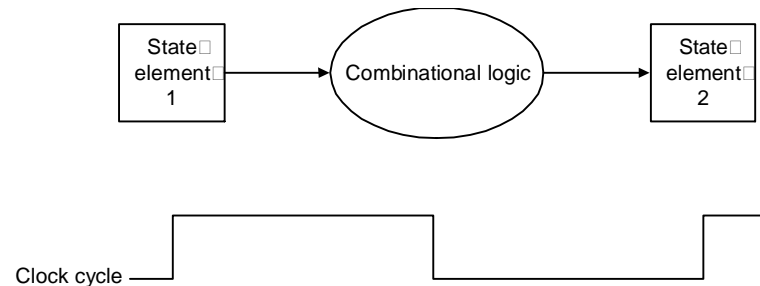 State
element
1
Combinational logic
State
element
2
Clock cycle